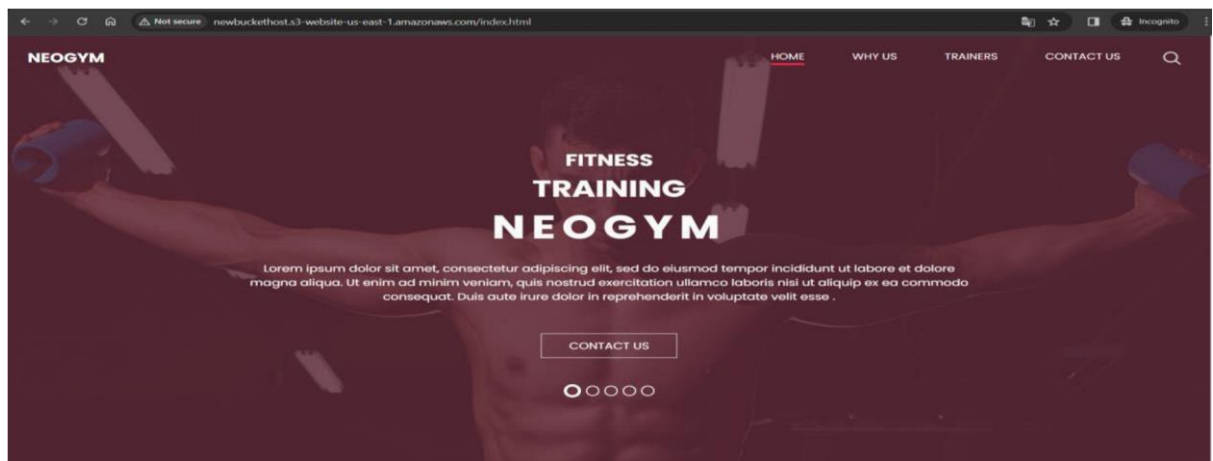 Not secure newbuckethost.s3-website-us-east-1.amazonaws.com/index.html Incognito
NEOGYM HOME WHY US TRAINERS CONTACT US
FITNESS
TRAINING
NEOGYM
Lorem ipsum dolor sit amet, consectetur adipiscing elit, sed do eiusmod tempor incididunt ut labore et dolore
magna aliqua. Ut enim ad minim veniam, quis nostrud exercitation ullamco laboris nisi ut aliquip ex ea commodo
consequat. Duis aute irure dolor in reprehenderit in voluptate velit esse .
CONTACT US